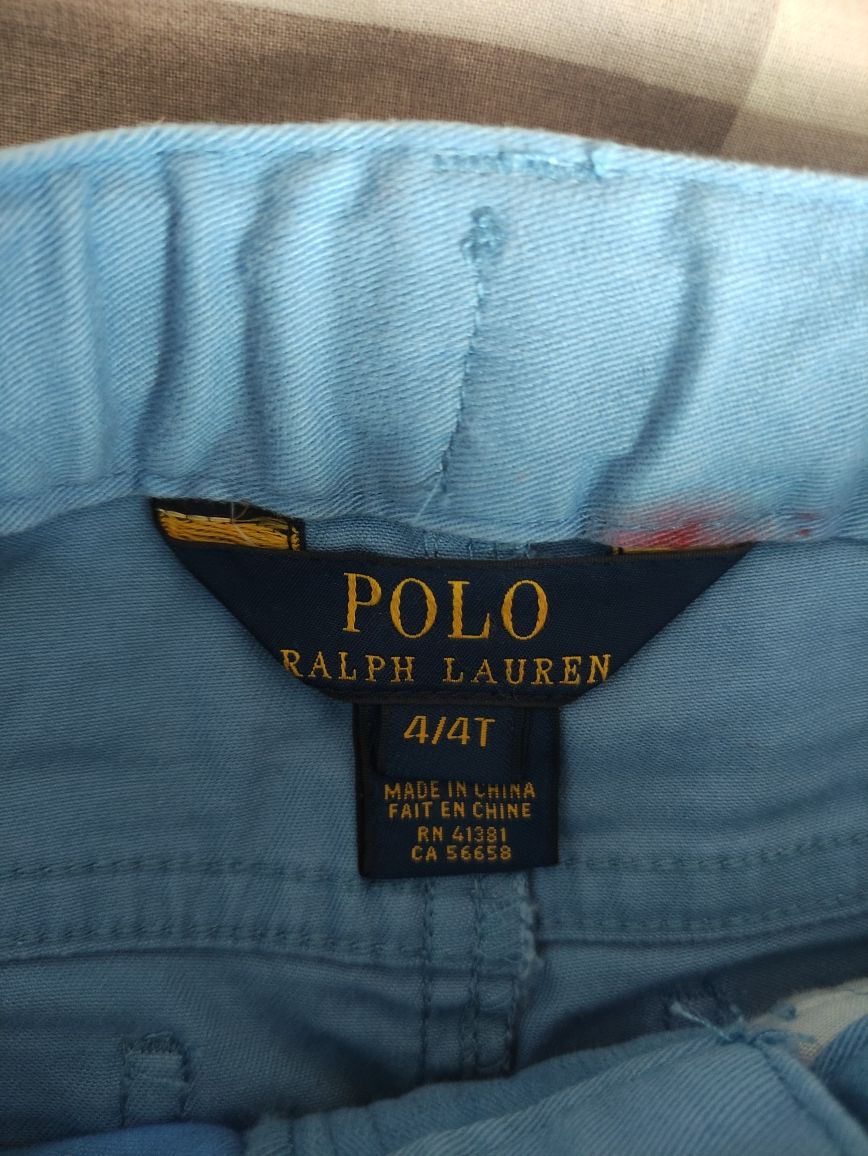 POLO
RALPH LAUREN
4/4T
MADE IN CHINA
FAIT EN CHINE
RN 41381
CA 56658